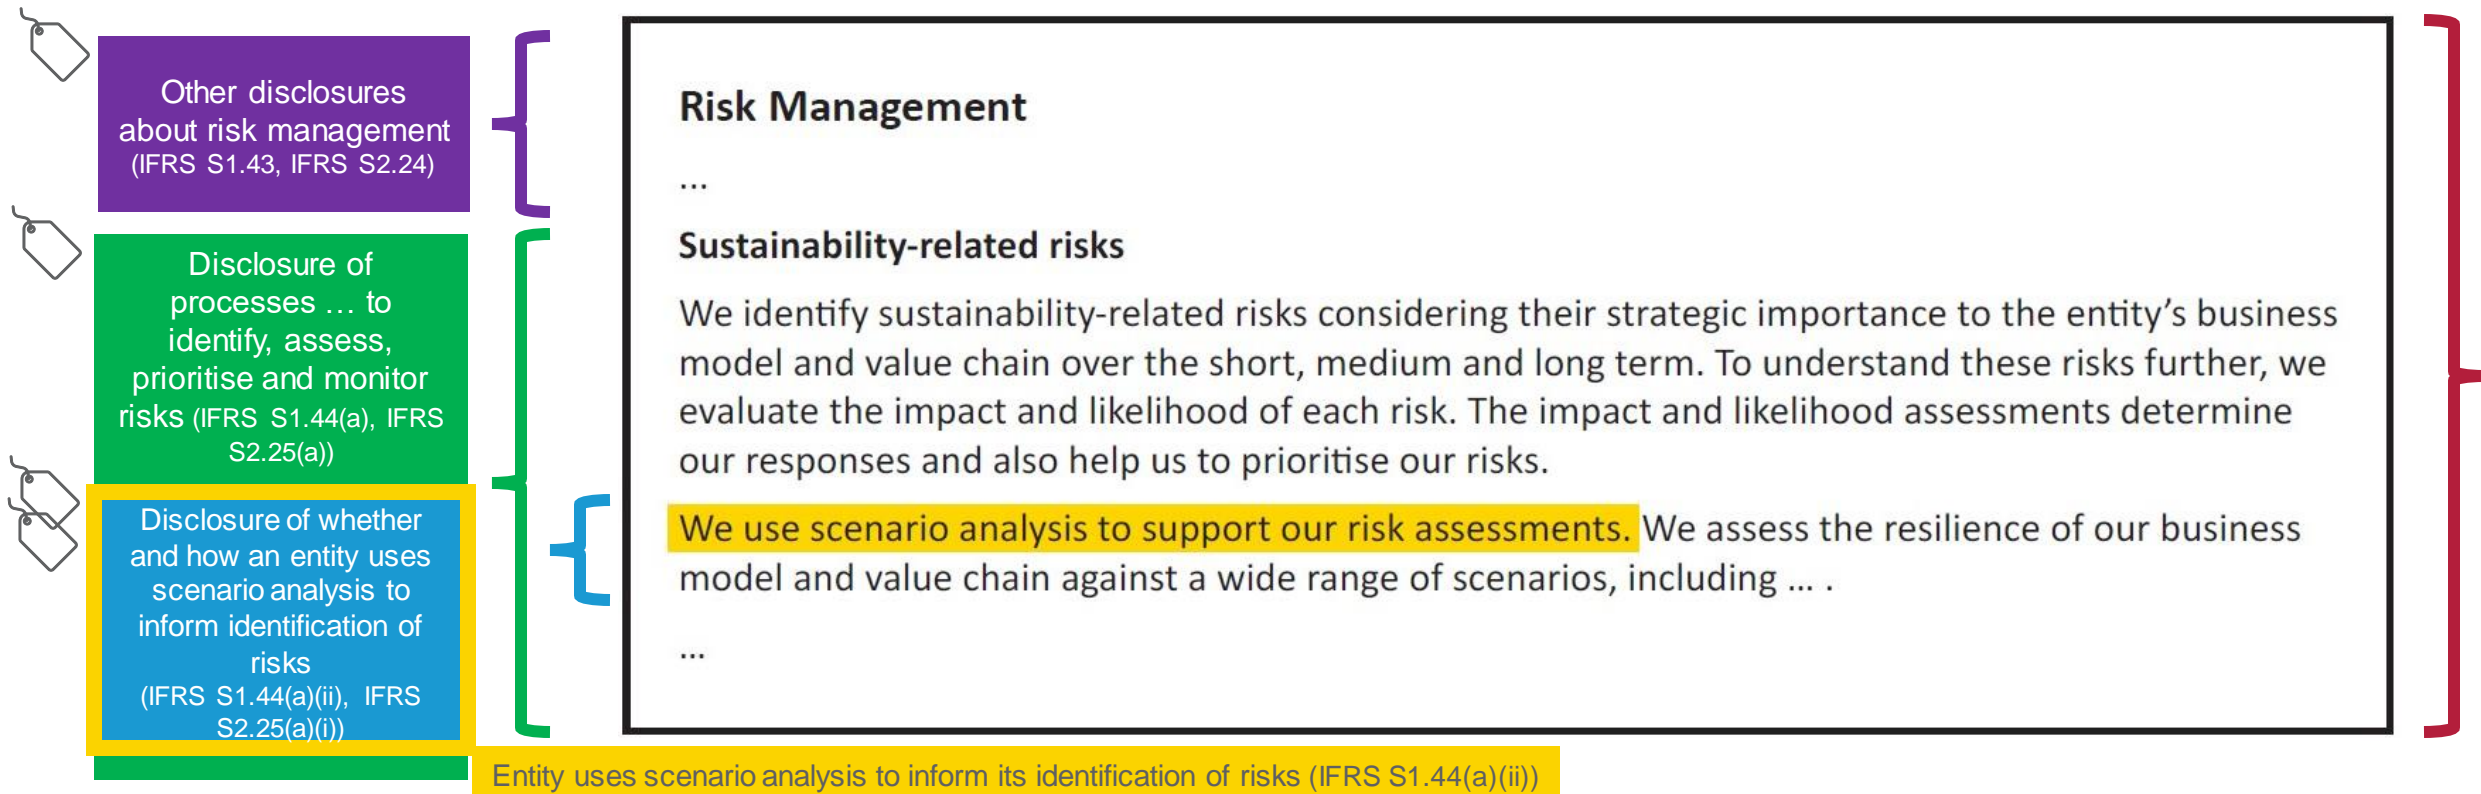 Other disclosures
about risk management
(IFRS S1.43, IFRS S2.24)
Disclosure of
processes … to
identify, assess,
prioritise and monitor
risks (IFRS S1.44(a), IFRS
S2.25(a))
Disclosure of whether
and how an entity uses
scenario analysis to
inform identification of
risks
(IFRS S1.44(a)(ii), IFRS
S2.25(a)(i))
Risk Management
...
Sustainability-related risks
We identify sustainability-related risks considering their strategic importance to the entity’s business
model and value chain over the short, medium and long term. To understand these risks further, we
evaluate the impact and likelihood of each risk. The impact and likelihood assessments determine
our responses and also help us to prioritise our risks.
We use scenario analysis to support our risk assessments. We assess the resilience of our business
model and value chain against a wide range of scenarios, including ... .
...
Entity uses scenario analysis to inform its identification of risks (IFRS S1.44(a)(ii))